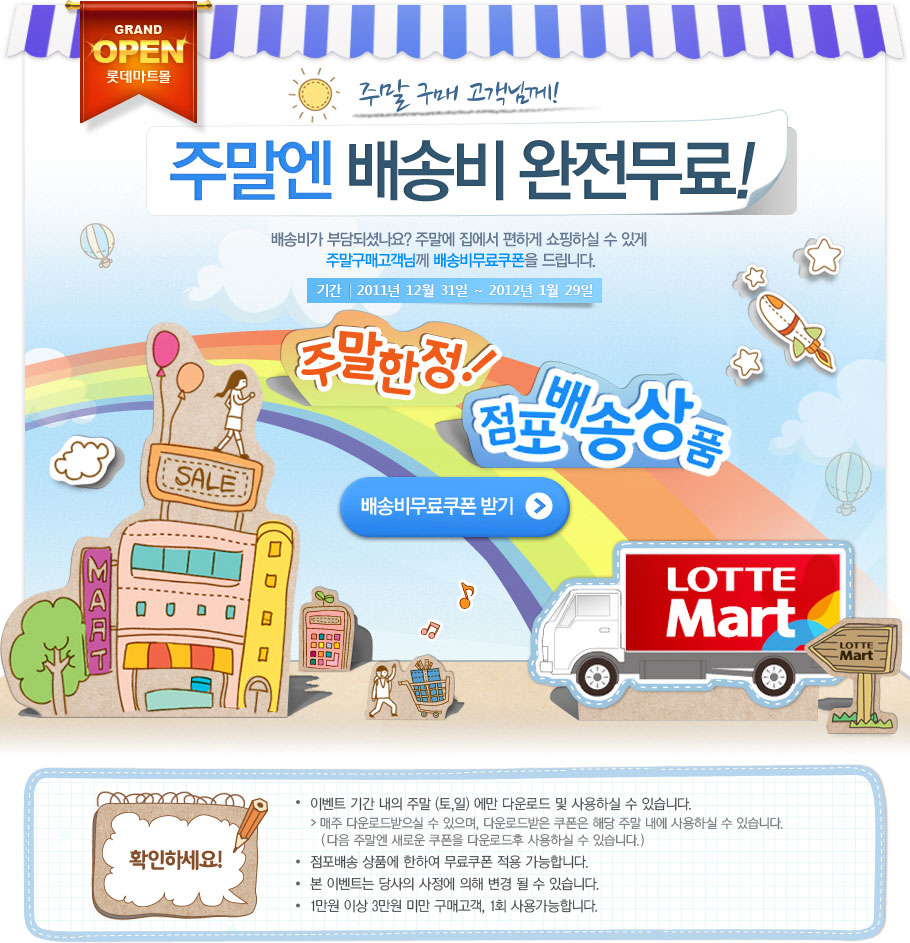 GRAND
OPEN
롯데마트몰
주말 구매 고객님께!
주말엔 배송비 완전무료!
배송비가 부담되셨나요? 주말에 집에서 편하게 쇼핑하실 수 있게
주말구매고객님께 배송비무료쿠폰을 드립니다.
기간 | 2011년 12월 31일 ~ 2012년 1월 29일
주말한정!
점포배송상품
SALE
배송비무료쿠폰 받기
MART
LOTTE
Mart
LOTTE
Mart
확인하세요!
• 이벤트 기간 내의 주말 (토,일) 에만 다운로드 및 사용하실 수 있습니다.
> 매주 다운로드받으실 수 있으며, 다운로드받은 쿠폰은 해당 주말 내에 사용하실 수 있습니다.
(다음 주말엔 새로운 쿠폰을 다운로드후 사용하실 수 있습니다.)
• 점포배송 상품에 한하여 무료쿠폰 적용 가능합니다.
• 본 이벤트는 당사의 사정에 의해 변경 될 수 있습니다.
• 1만원 이상 3만원 미만 구매고객, 1회 사용가능합니다.